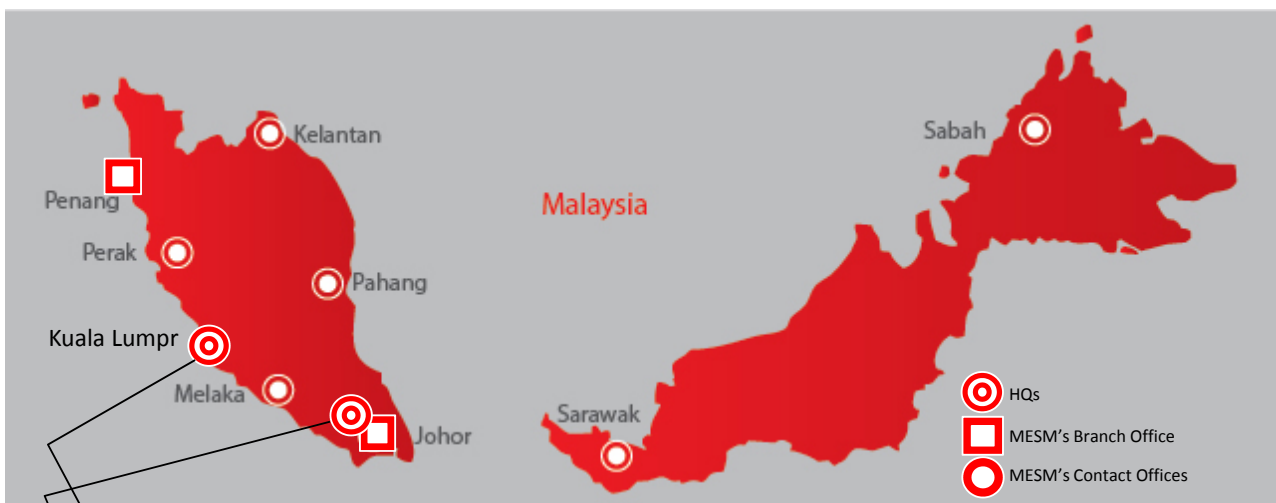 Kelantan
Sabah
Penang
Malaysia
Perak
Pahang
Kuala Lumpr
Melaka
HQs
Sarawak
Johor
MESM's Branch Office
MESM's Contact Offices